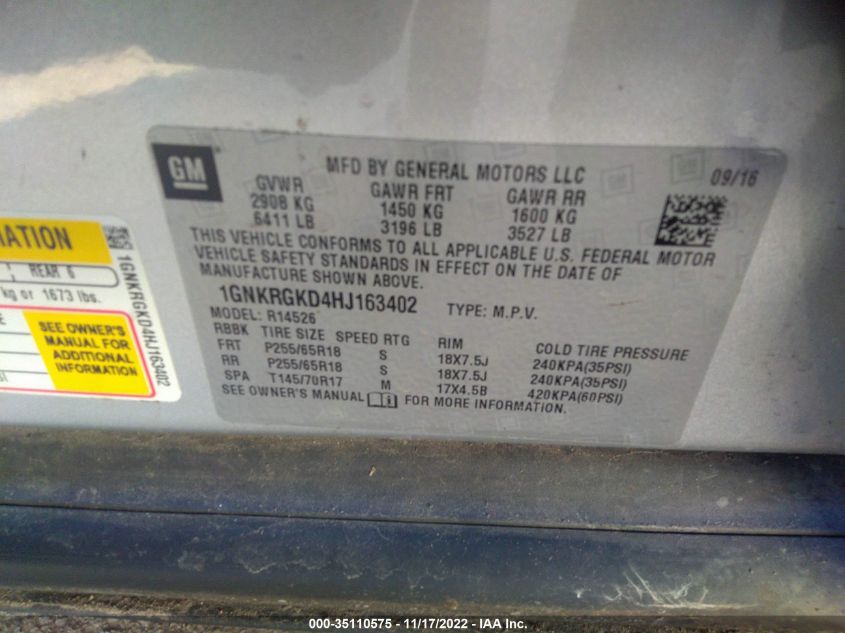 GM
MFD BY GENERAL MOTORS LLC
09/16
GVWR GAWR FRT GAWR RR
2908 KG 1450 KG 1600 KG
6411 LB 3196 LB 3527 LB
THIS VEHICLE CONFORMS TO ALL APPLICABLE U.S. FEDERAL MOTOR
VEHICLE SAFETY STANDARDS IN EFFECT ON THE DATE OF
MANUFACTURE SHOWN ABOVE.
1GNKRGKD4HJ163402 TYPE: M.P.V.
MODEL: R14526
RBBK TIRE SIZE SPEED RTG RIM COLD TIRE PRESSURE
FRT P255/65R18 S 18X7.5J 240KPA(35PSI)
RR P255/65R18 S 18X7.5J 240KPA(35PSI)
SPA T145/70R17 M 17X4.5B 420KPA(60PSI)
SEE OWNER'S MANUAL FOR MORE INFORMATION.
REAR 6
kg or 1673 lbs.
SEE OWNER'S
MANUAL FOR
ADDITIONAL
INFORMATION
1GNKRGKD4HJ163402
000-35110575 - 11/17/2022 - IAA Inc.